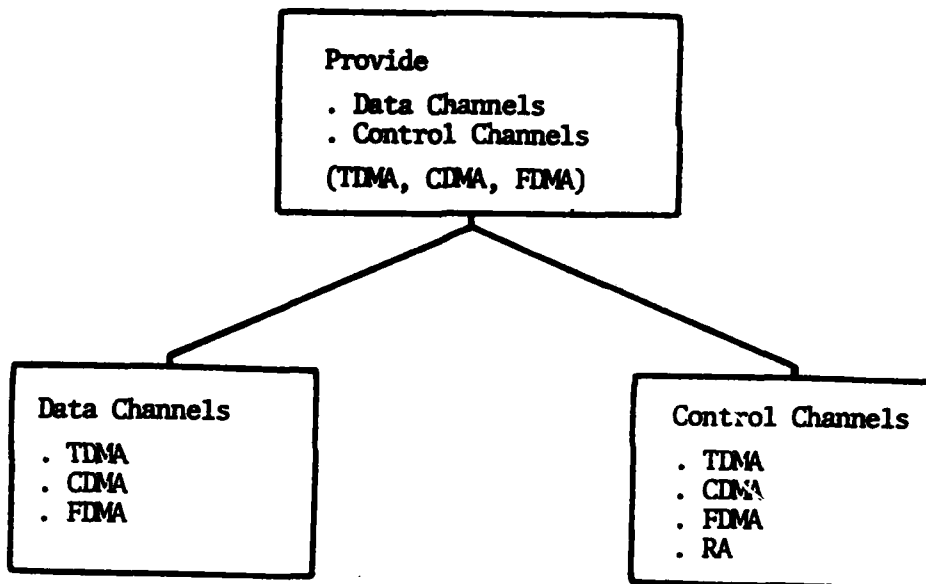 Provide
. Data Channels
. Control Channels
(TDMA, CDMA, FDMA)
Data Channels
. TDMA
. CDMA
. FDMA
Control Channels
. TDMA
. CDMA
. FDMA
. RA